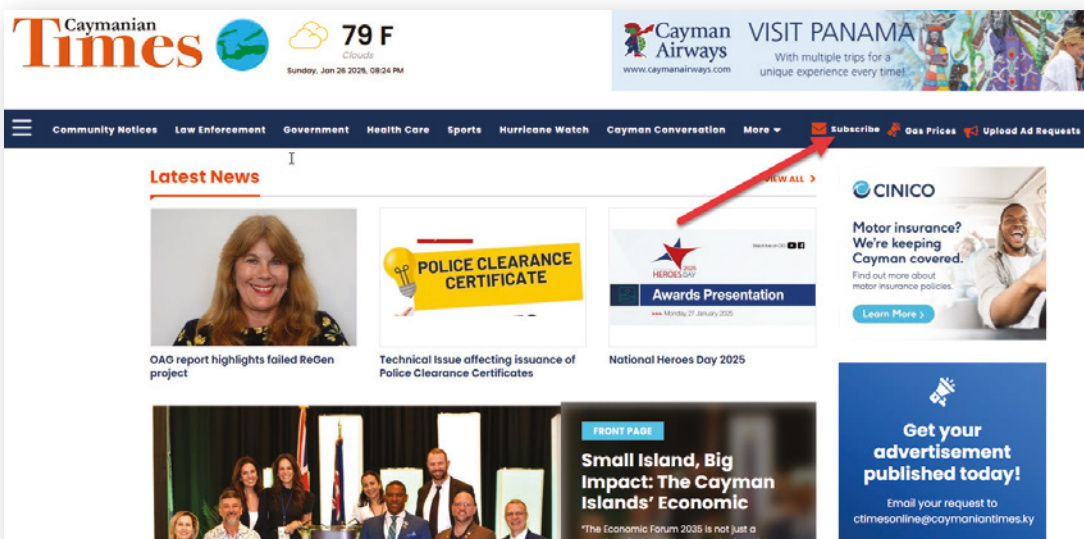 Caymanian
Times
79 F
Clouds
Sunday, Jan 26 2025, 08:24 PM
Cayman
Airways
www.caymanairways.com
VISIT PANAMA
With multiple trips for a
unique experience every time!
Community Notices Law Enforcement Government Health Care Sports Hurricane Watch Cayman Conversation More Subscribe Gas Prices Upload Ad Requests
Latest News
VIEW ALL >
POLICE CLEARANCE
CERTIFICATE
2025
HEROES DAY
Awards Presentation
Monday, 27 January 2025
OAG report highlights failed ReGen
project
Technical Issue affecting issuance of
Police Clearance Certificates
National Heroes Day 2025
CINICO
Motor insurance?
We're keeping
Cayman covered.
Find out more about
motor insurance policies.
Learn More >
FRONT PAGE
Small Island, Big
Impact: The Cayman
Islands' Economic
"The Economic Forum 2035 is not just a
Get your
advertisement
published today!
Email your request to
ctimesonline@caymaniantimes.ky